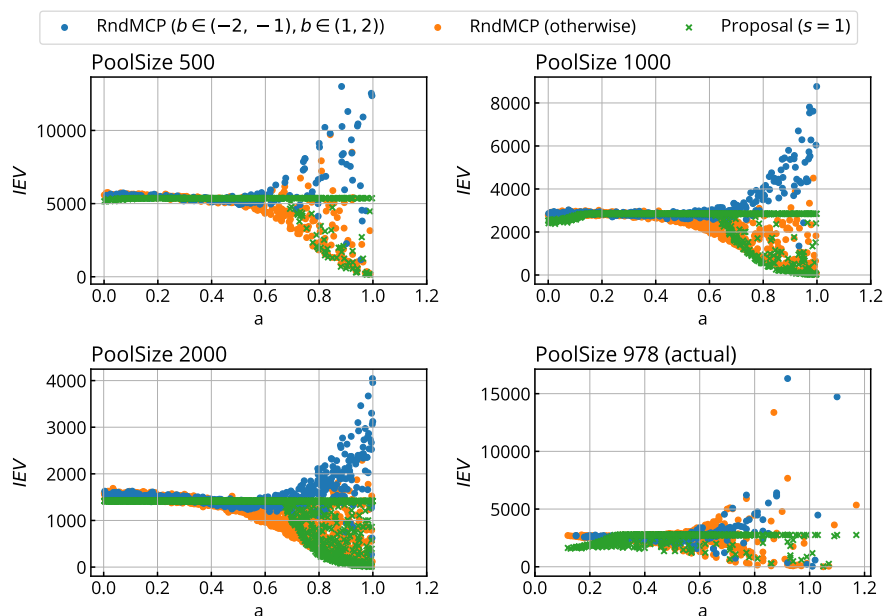 RndMCP (b ∈ (−2, −1), b ∈ (1, 2)) RndMCP (otherwise) Proposal (s = 1)
PoolSize 500
10000
5000
0
IEV
0.0 0.2 0.4 0.6 0.8 1.0 1.2
a
PoolSize 1000
8000
6000
4000
2000
0
IEV
0.0 0.2 0.4 0.6 0.8 1.0 1.2
a
PoolSize 2000
4000
3000
2000
1000
0
IEV
0.0 0.2 0.4 0.6 0.8 1.0 1.2
a
PoolSize 978 (actual)
15000
10000
5000
0
IEV
0.0 0.2 0.4 0.6 0.8 1.0 1.2
a